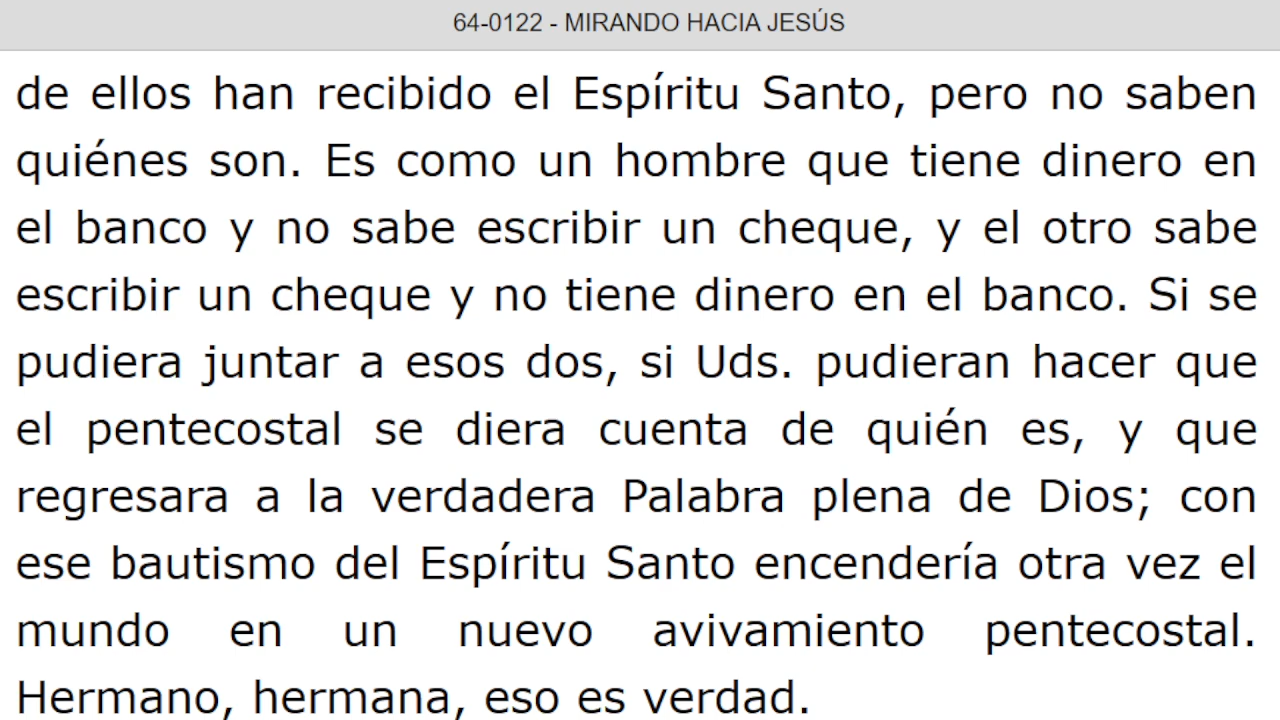 64-0122 - MIRANDO HACIA JESÚS
de ellos han recibido el Espíritu Santo, pero no saben
quiénes son. Es como un hombre que tiene dinero en
el banco y no sabe escribir un cheque, y el otro sabe
escribir un cheque y no tiene dinero en el banco. Si se
pudiera juntar a esos dos, si Uds. pudieran hacer que
el pentecostal se diera cuenta de quién es, y que
regresara a la verdadera Palabra plena de Dios; con
ese bautismo del Espíritu Santo encendería otra vez el
mundo en un nuevo avivamiento pentecostal.
Hermano, hermana, eso es verdad.